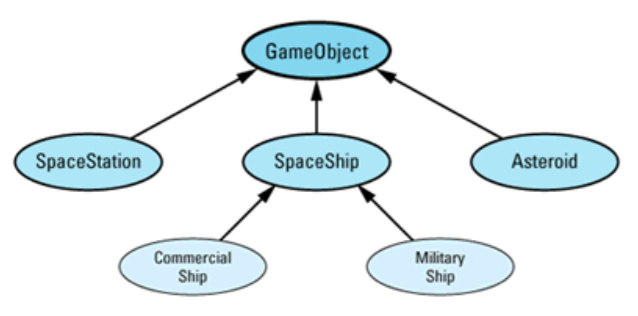 GameObject
SpaceStation
SpaceShip
Asteroid
Commercial
Ship
Military
Ship